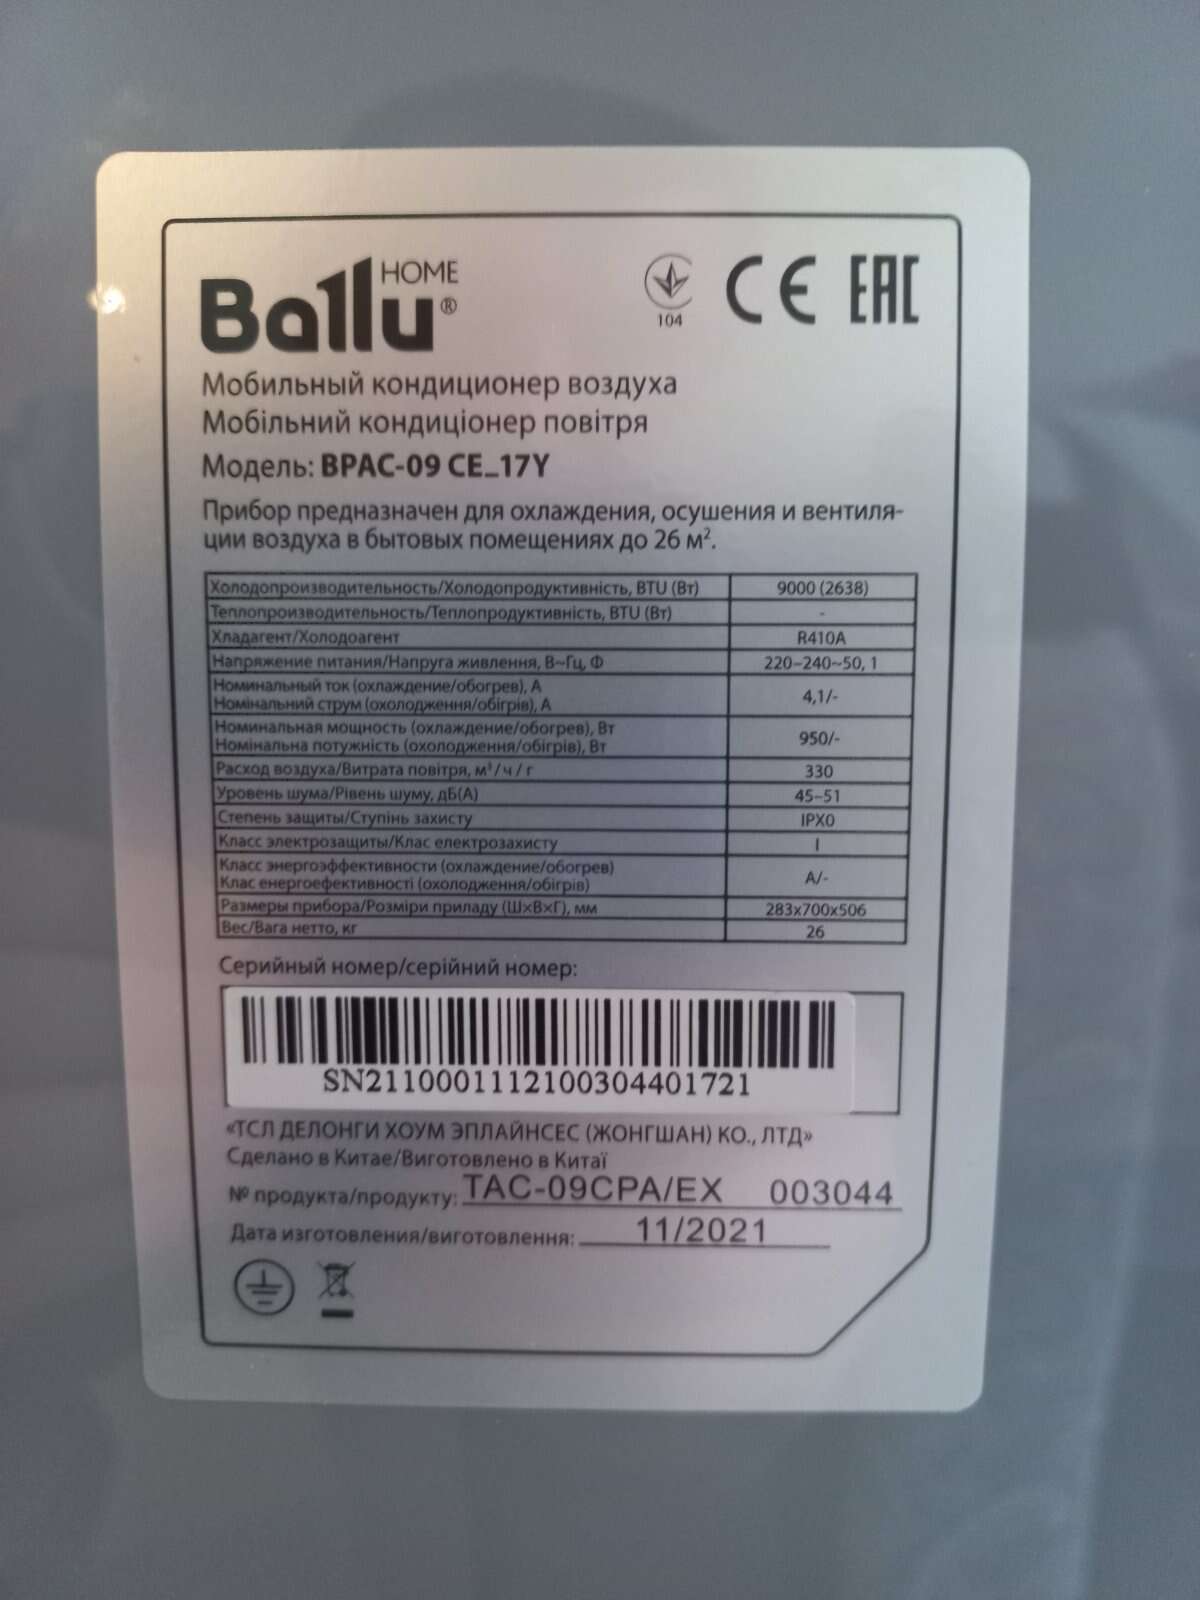 Ballu HOME®
104 CE EAC
Мобильный кондиционер воздуха
Мобільний кондиціонер повітря
Модель: BPAC-09 CE_17Y
Прибор предназначен для охлаждения, осушения и вентиля-
ции воздуха в бытовых помещениях до 26 м².
Холодопроизводительность/Холодопродуктивність, BTU (Вт) 9000 (2638)
Теплопроизводительность/Теплопродуктивність, BTU (Вт) -
Хладагент/Холодоагент R410A
Напряжение питания/Напруга живлення, В~Гц, Ф 220–240~50, 1
Номинальный ток (охлаждение/обогрев), А
Номінальний струм (охолодження/обігрів), А 4,1/-
Номинальная мощность (охлаждение/обогрев), Вт
Номінальна потужність (охолодження/обігрів), Вт 950/-
Расход воздуха/Витрата повітря, м³/ч / г 330
Уровень шума/Рівень шуму, дБ(А) 45–51
Степень защиты/Ступінь захисту IPX0
Класс электрозащиты/Клас електрозахисту I
Класс энергоэффективности (охлаждение/обогрев)
Клас енергоефективності (охолодження/обігрів) A/-
Размеры прибора/Розміри приладу (Ш×В×Г), мм 283x700x506
Вес/Вага нетто, кг 26
Серийный номер/серійний номер:
SN2110001112100304401721
«ТСЛ ДЕЛОНГИ ХОУМ ЭПЛАЙНСЕС (ЖОНГШАН) КО., ЛТД»
Сделано в Китае/Виготовлено в Китаї
№ продукта/продукту: TAC-09CPA/EX 003044
Дата изготовления/виготовлення: 11/2021